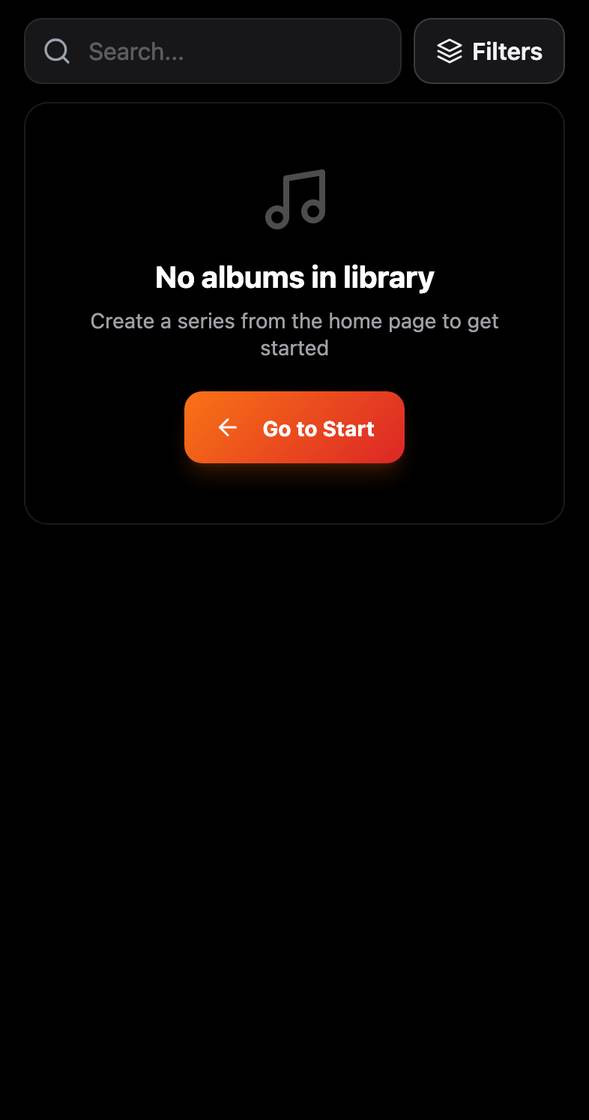 Search...
Filters
No albums in library
Create a series from the home page to get
started
Go to Start